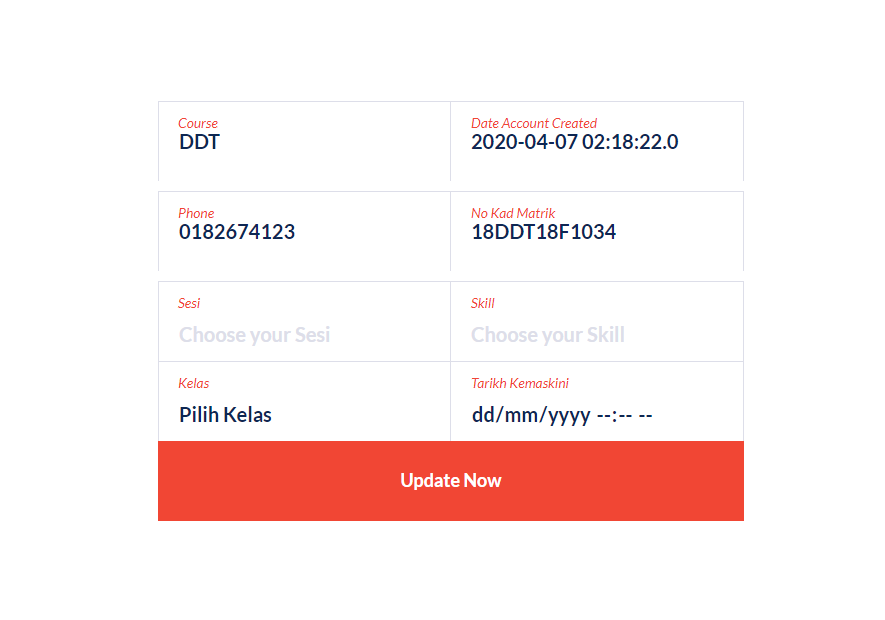 Course
DDT
Date Account Created
2020-04-07 02:18:22.0
Phone
0182674123
No Kad Matrik
18DDT18F1034
Sesi
Choose your Sesi
Skill
Choose your Skill
Kelas
Pilih Kelas
Tarikh Kemaskini
dd/mm/yyyy --:-- --
Update Now